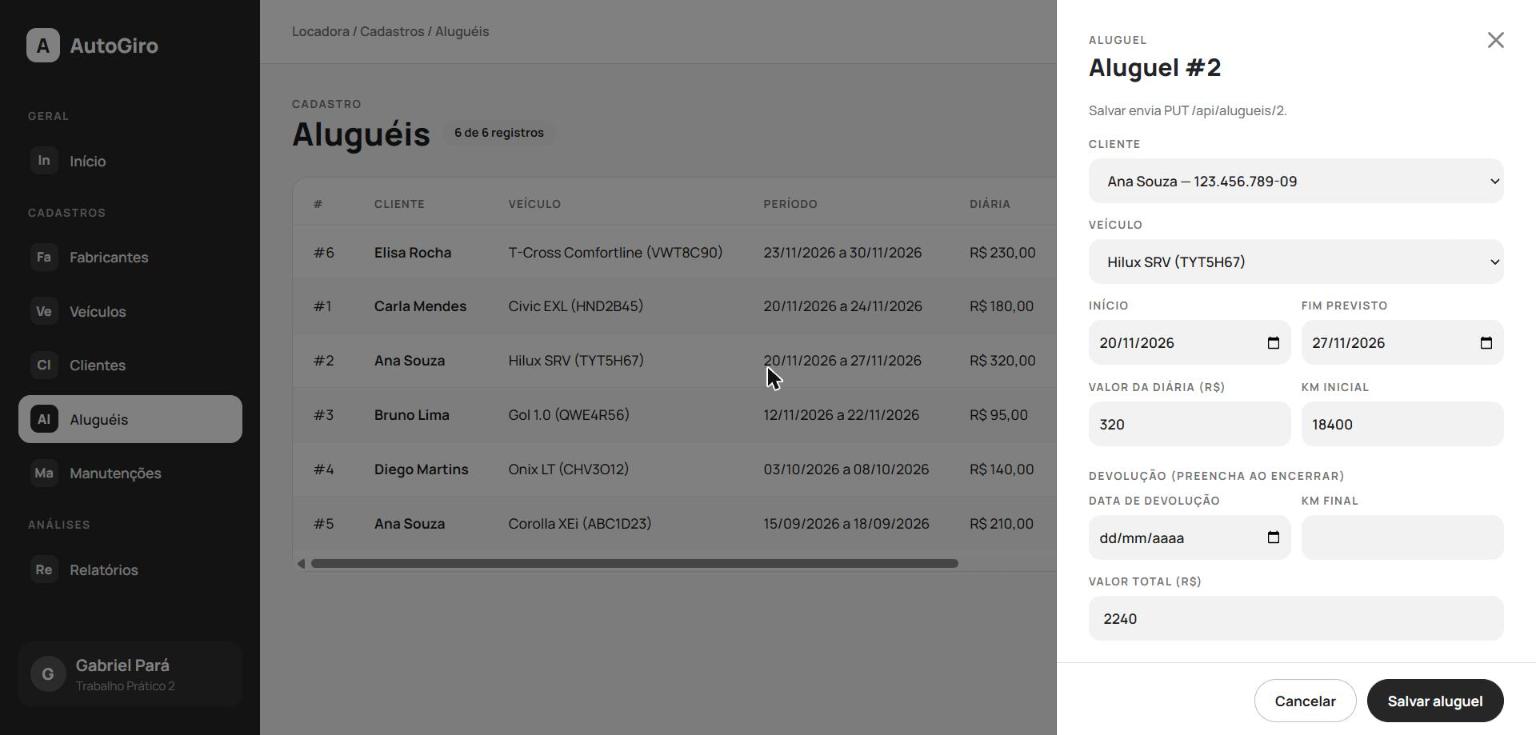 A AutoGiro
GERAL
In Início
CADASTROS
Fa Fabricantes
Ve Veículos
Cl Clientes
Al Aluguéis
Ma Manutenções
ANÁLISES
Re Relatórios
G Gabriel Pará
Trabalho Prático 2
Locadora / Cadastros / Aluguéis
CADASTRO
Aluguéis 6 de 6 registros
# CLIENTE VEÍCULO PERÍODO DIÁRIA
#6 Elisa Rocha T-Cross Comfortline (VWT8C90) 23/11/2026 a 30/11/2026 R$ 230,00
#1 Carla Mendes Civic EXL (HND2B45) 20/11/2026 a 24/11/2026 R$ 180,00
#2 Ana Souza Hilux SRV (TYT5H67) 20/11/2026 a 27/11/2026 R$ 320,00
#3 Bruno Lima Gol 1.0 (QWE4R56) 12/11/2026 a 22/11/2026 R$ 95,00
#4 Diego Martins Onix LT (CHV3O12) 03/10/2026 a 08/10/2026 R$ 140,00
#5 Ana Souza Corolla XEi (ABC1D23) 15/09/2026 a 18/09/2026 R$ 210,00
ALUGUEL
Aluguel #2
Salvar envia PUT /api/alugueis/2.
CLIENTE
Ana Souza — 123.456.789-09
VEÍCULO
Hilux SRV (TYT5H67)
INÍCIO FIM PREVISTO
20/11/2026 27/11/2026
VALOR DA DIÁRIA (R$) KM INICIAL
320 18400
DEVOLUÇÃO (PREENCHA AO ENCERRAR)
DATA DE DEVOLUÇÃO KM FINAL
dd/mm/aaaa
VALOR TOTAL (R$)
2240
Cancelar Salvar aluguel